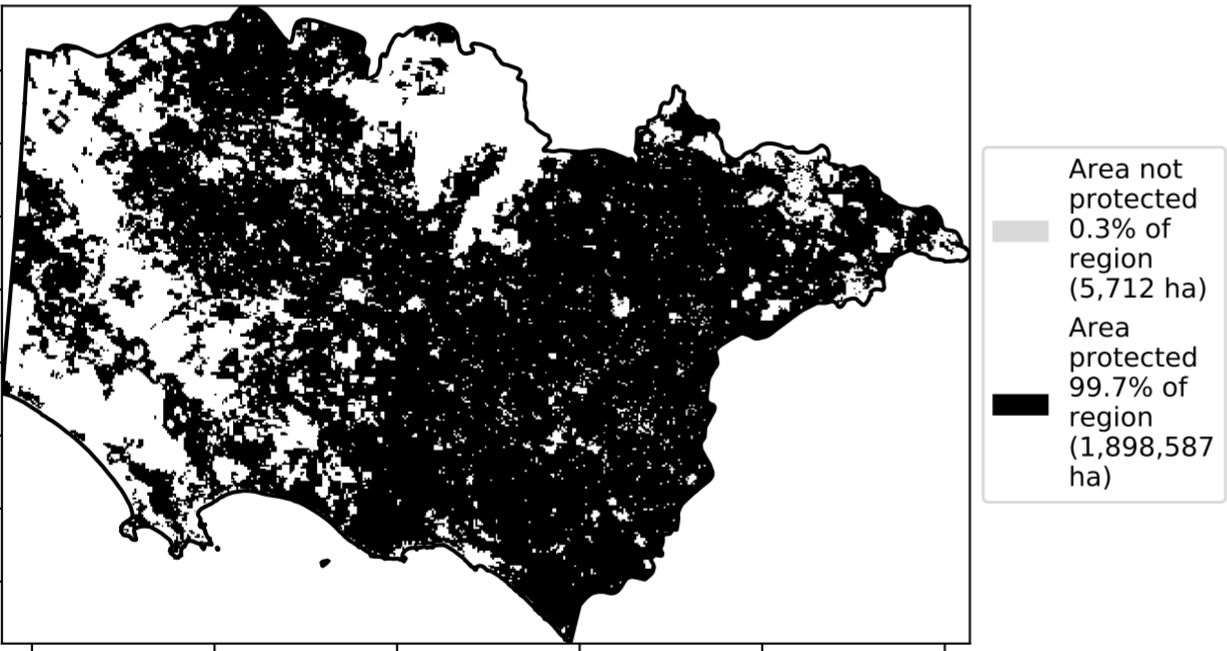 Area not
protected
0.3% of
region
(5,712 ha)
Area
protected
99.7% of
region
(1,898,587
ha)